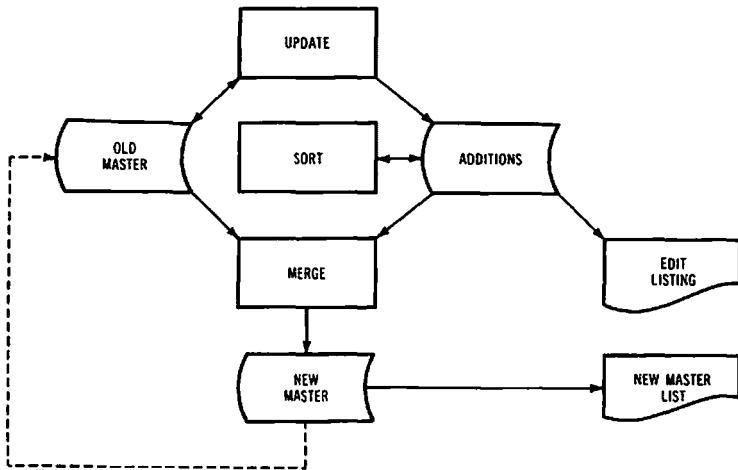 UPDATE
OLD
MASTER
SORT
ADDITIONS
MERGE
EDIT
LISTING
NEW
MASTER
NEW MASTER
LIST